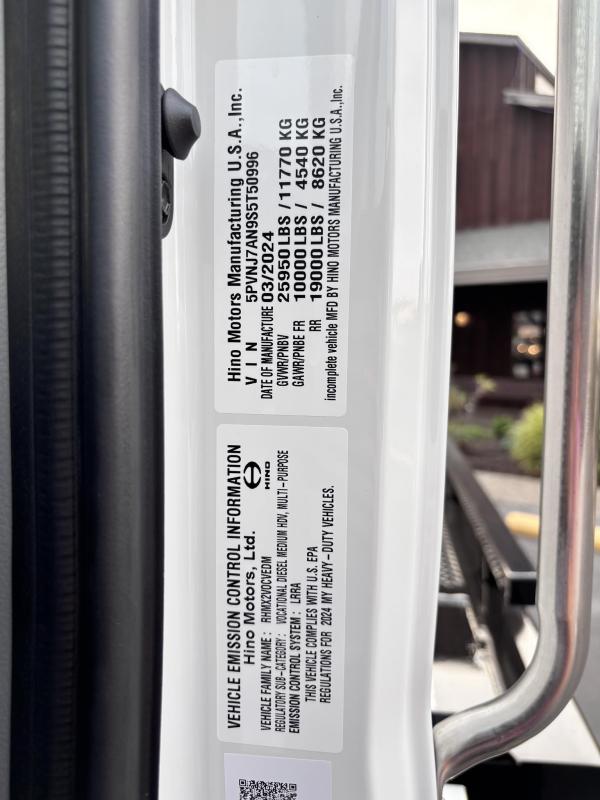 Hino Motors Manufacturing U.S.A.,Inc.
VIN 5PVNJ7AN9S5T50996
DATE OF MANUFACTURE 03/2024
GVWR/PNBV 25950LBS/11770 KG
GAWR/PNBE FR 10000LBS/ 4540 KG
RR 19000LBS/ 8620 KG
incomplete vehicle MFD BY HINO MOTORS MANUFACTURING U.S.A.,Inc.
VEHICLE EMISSION CONTROL INFORMATION
Hino Motors, Ltd.
HINO
VEHICLE FAMILY NAME : RHMX2VOCVEDM
REGULATORY SUB-CATEGORY : VOCATIONAL DIESEL MEDIUM HDV, MULTI-PURPOSE
EMISSION CONTROL SYSTEM : LRRA
THIS VEHICLE COMPLIES WITH U.S. EPA
REGULATIONS FOR 2024 MY HEAVY-DUTY VEHICLES.